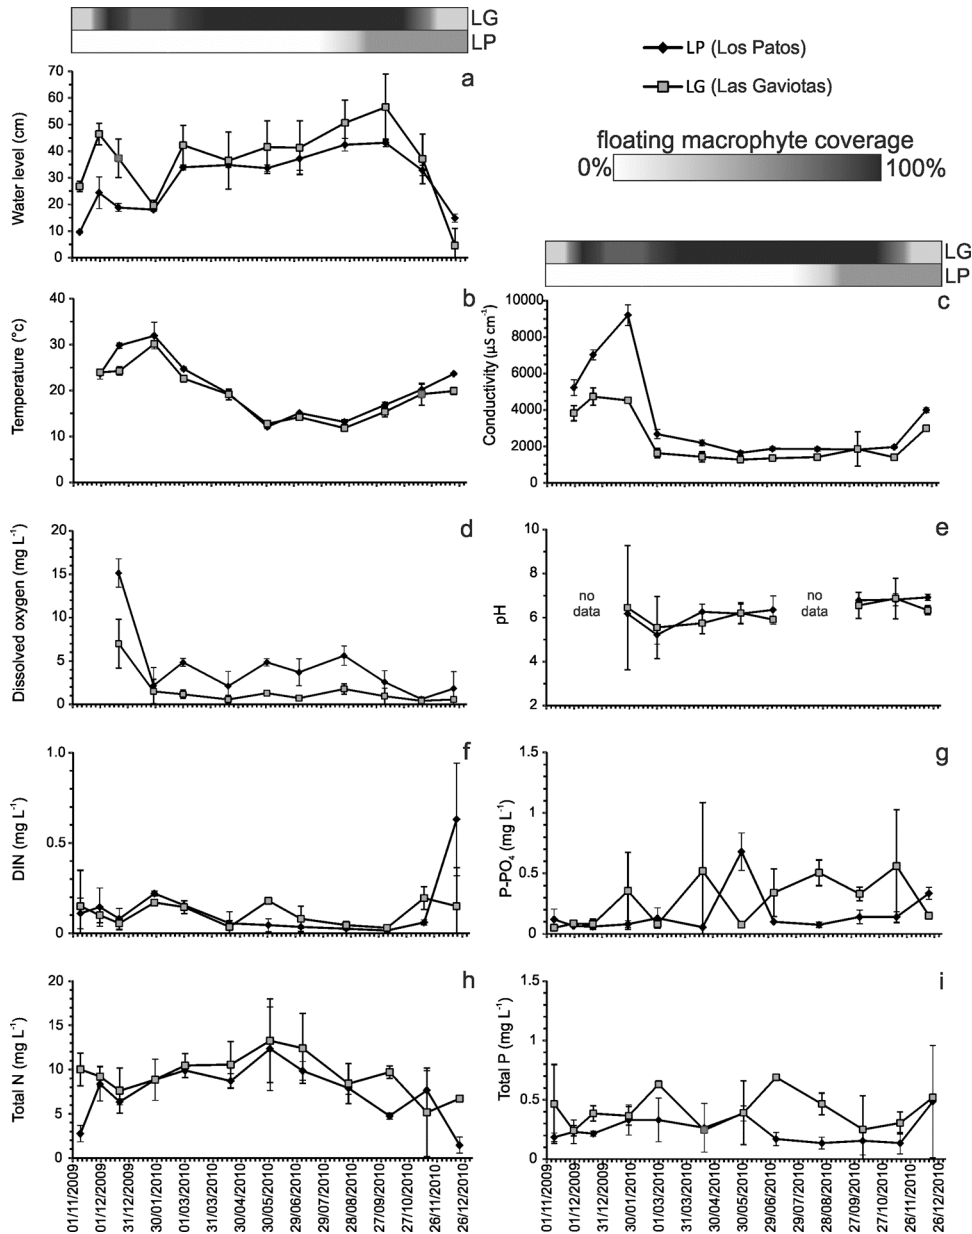 LG
LP
LP (Los Patos)
LG (Las Gaviotas)
floating macrophyte coverage
0%
100%
a
Water level (cm)
70
60
50
40
30
20
10
0
LG
LP
b
Temperature (°c)
40
30
20
10
0
c
Conductivity (µS cm⁻¹)
10000
8000
6000
4000
2000
0
d
Dissolved oxygen (mg L⁻¹)
20
15
10
5
0
e
pH
10
8
6
4
2
no
data
no
data
f
DIN (mg L⁻¹)
1.0
0.5
0
g
P-PO₄ (mg L⁻¹)
1.5
1
0.5
0
h
Total N (mg L⁻¹)
20
15
10
5
0
01/11/2009
01/12/2009
30/01/2010
01/03/2010
31/03/2010
30/04/2010
30/05/2010
29/06/2010
29/07/2010
28/08/2010
27/09/2010
27/10/2010
26/11/2010
26/12/2010
i
Total P (mg L⁻¹)
1.5
1
0.5
0
01/11/2009
01/12/2009
30/01/2010
01/03/2010
31/03/2010
30/04/2010
30/05/2010
29/06/2010
29/07/2010
28/08/2010
27/09/2010
27/10/2010
26/11/2010
26/12/2010